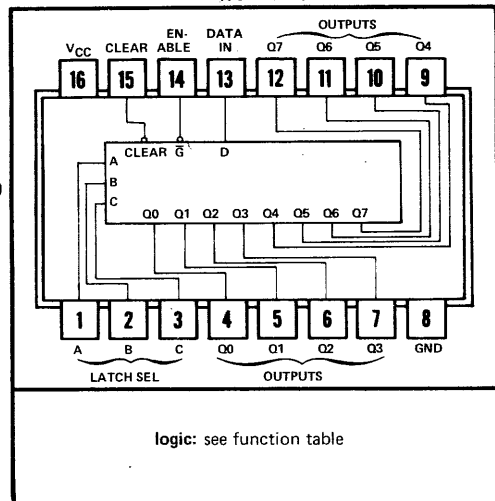 OUTPUTS
EN- DATA
VCC CLEAR ABLE IN Q7 Q6 Q5 Q4
16 15 14 13 12 11 10 9
CLEAR G D
A
B
C
Q0 Q1 Q2 Q3 Q4 Q5 Q6 Q7
1 2 3 4 5 6 7 8
A B C Q0 Q1 Q2 Q3 GND
LATCH SEL OUTPUTS
logic: see function table